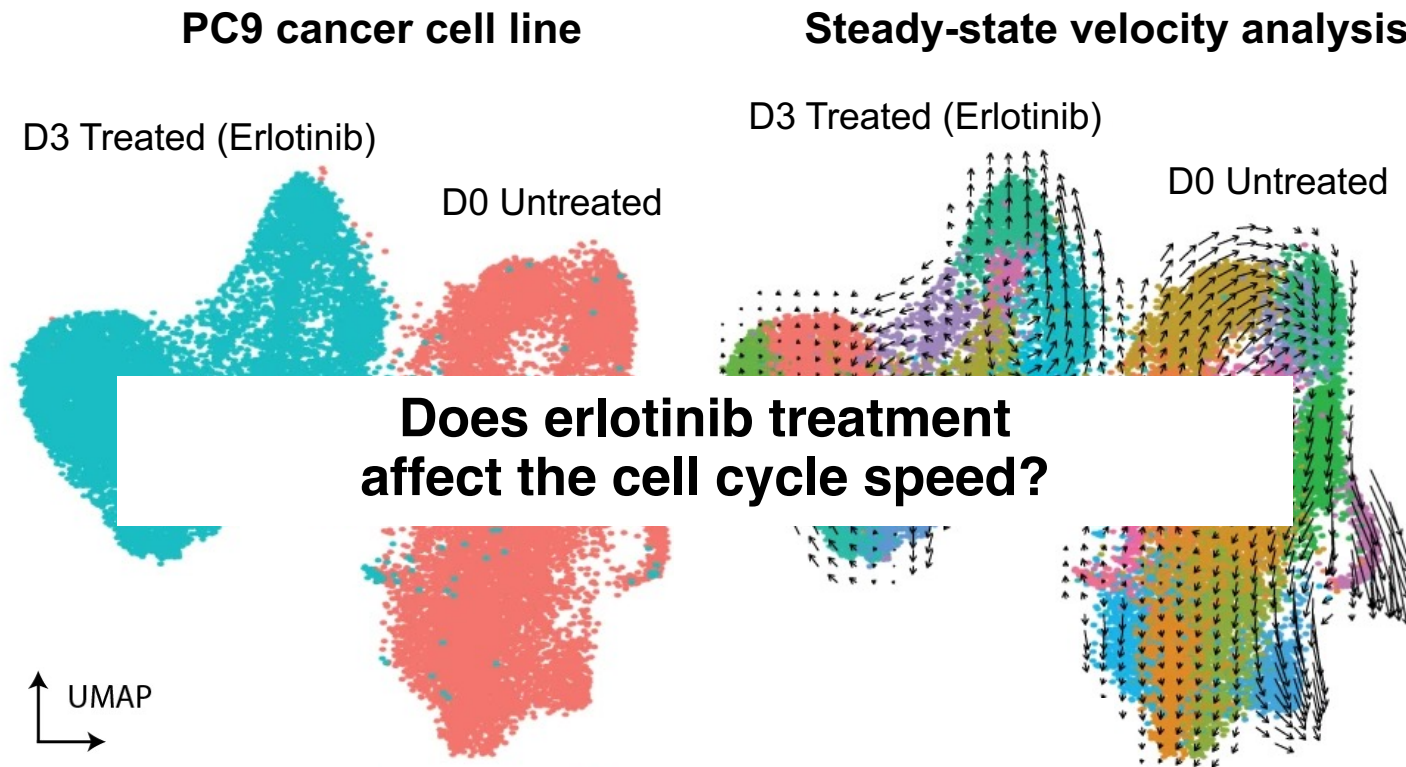 PC9 cancer cell line
Steady-state velocity analysis
D3 Treated (Erlotinib)
D0 Untreated
D3 Treated (Erlotinib)
D0 Untreated
Does erlotinib treatment
affect the cell cycle speed?
UMAP